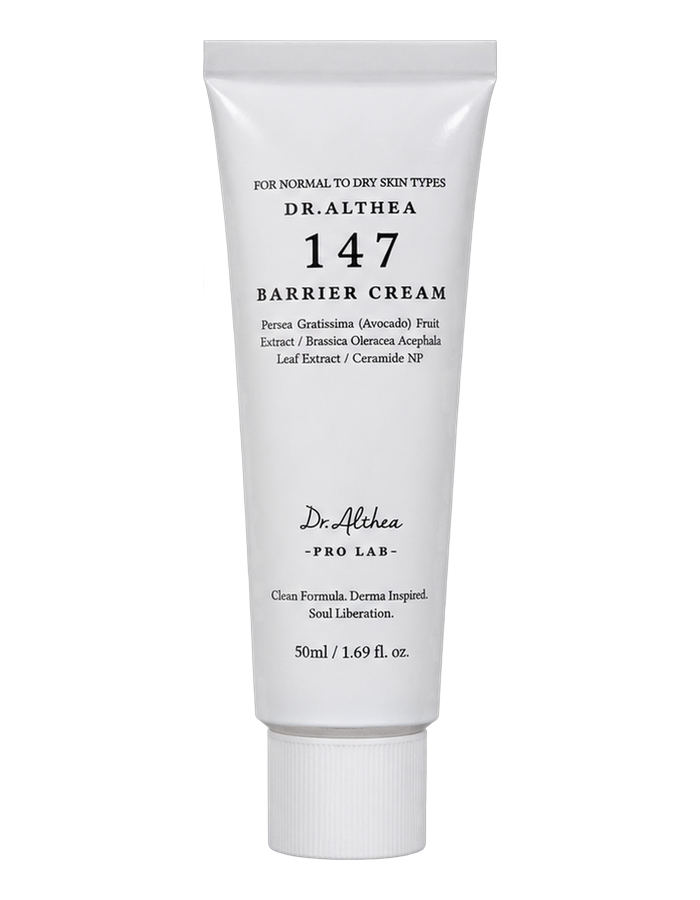 FOR NORMAL TO DRY SKIN TYPES
DR.ALTHEA
147
BARRIER CREAM
Persea Gratissima (Avocado) Fruit
Extract / Brassica Oleracea Acephala
Leaf Extract / Ceramide NP
Dr.Althea
-PRO LAB-
Clean Formula. Derma Inspired.
Soul Liberation.
50ml / 1.69 fl. oz.